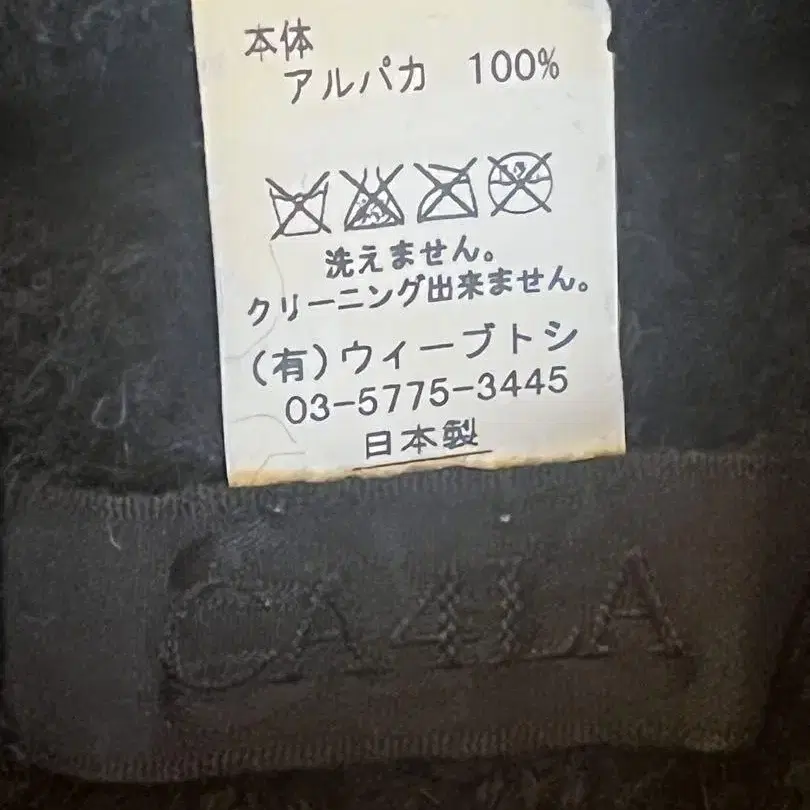 本体
アルパカ 100%
洗えません。
クリーニング出来ません。
(有)ウィーブトシ
03-5775-3445
日本製
CA4LA